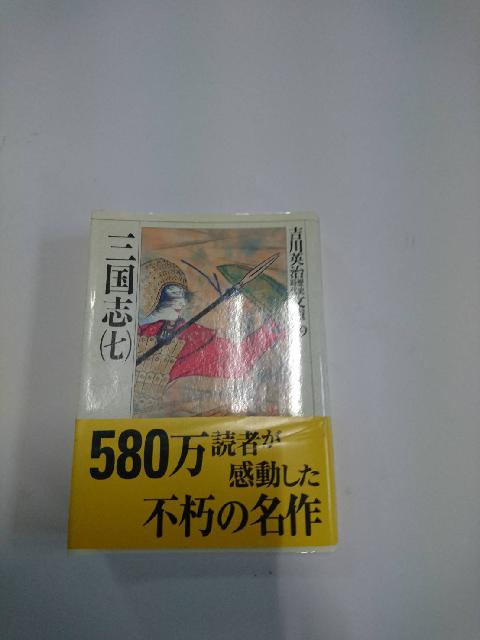 三国志(七)
吉川英治歴史時代文庫
580万読者が
感動した
不朽の名作